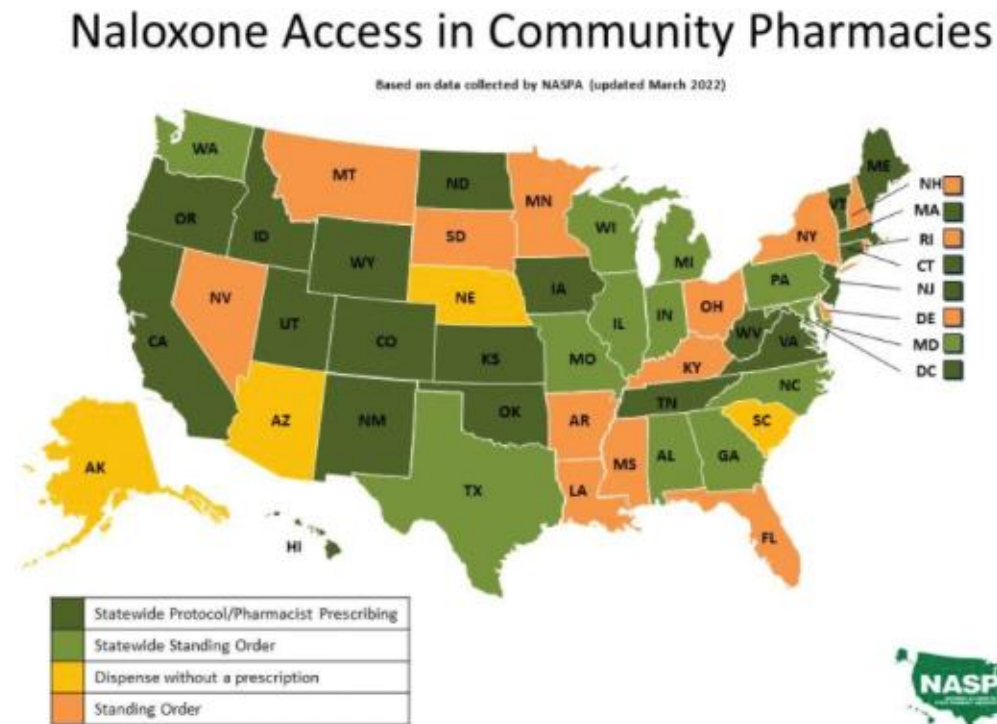 Naloxone Access in Community Pharmacies
Based on data collected by NASPA (updated March 2022)
WA
MT
ND
MN
ME
VT
NH
MA
RI
CT
NJ
DE
MD
DC
OR
ID
WY
SD
WI
MI
NY
PA
NV
UT
CO
NE
IA
IL
IN
OH
WV
VA
CA
KS
MO
KY
NC
TN
AZ
NM
OK
AR
SC
MS
AL
GA
TX
LA
FL
AK
HI
Statewide Protocol/Pharmacist Prescribing
Statewide Standing Order
Dispense without a prescription
Standing Order
NASP